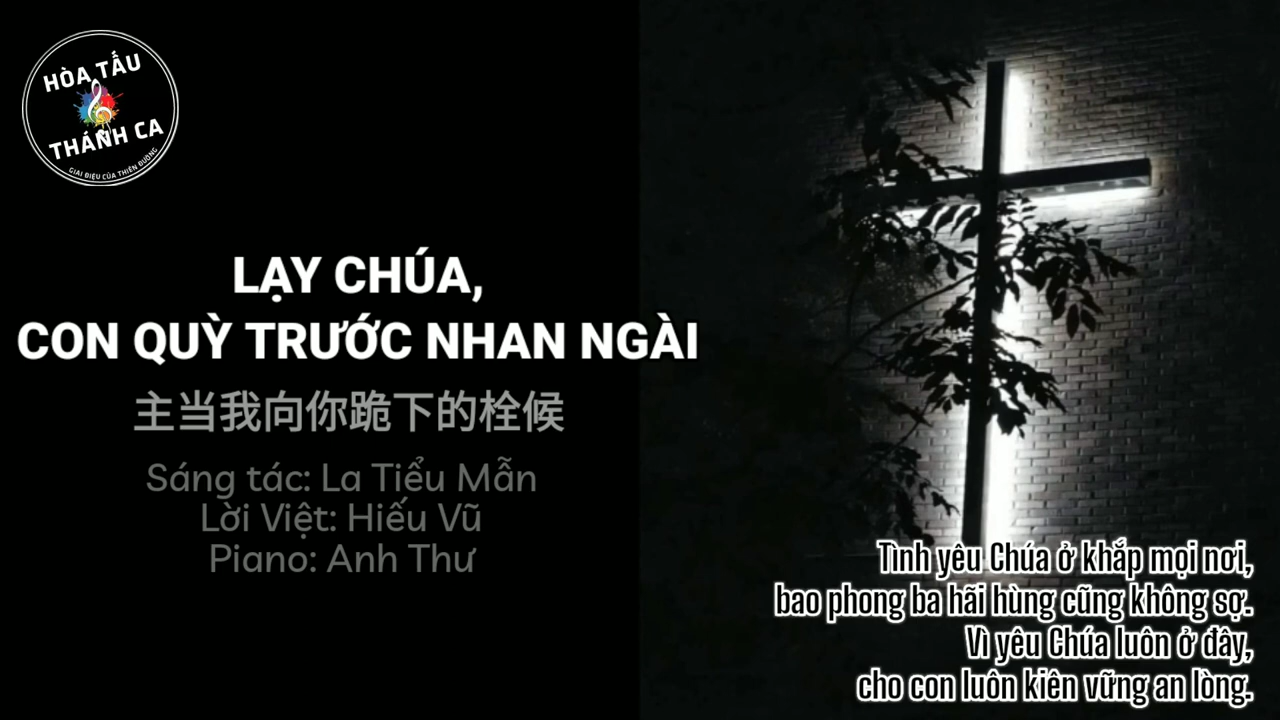 HÒA TẤU
THÁNH CA
GIAI ĐIỆU CỦA THIÊN ĐƯỜNG
LẠY CHÚA,
CON QUỲ TRƯỚC NHAN NGÀI
主当我向你跪下的栓候
Sáng tác: La Tiểu Mẫn
Lời Việt: Hiếu Vũ
Piano: Anh Thư
Tình yêu Chúa ở khắp mọi nơi,
bao phong ba hãi hùng cũng không sợ.
Vì yêu Chúa luôn ở đây,
cho con luôn kiên vững an lòng.